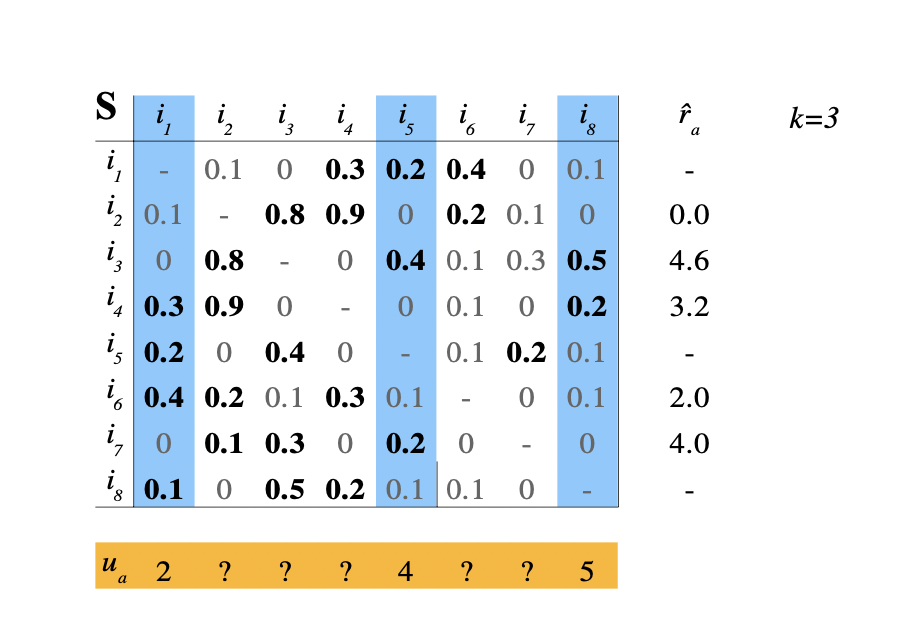 S i1 i2 i3 i4 i5 i6 i7 i8 r̂a k=3
i1 - 0.1 0 0.3 0.2 0.4 0 0.1 -
i2 0.1 - 0.8 0.9 0 0.2 0.1 0 0.0
i3 0 0.8 - 0 0.4 0.1 0.3 0.5 4.6
i4 0.3 0.9 0 - 0 0.1 0 0.2 3.2
i5 0.2 0 0.4 0 - 0.1 0.2 0.1 -
i6 0.4 0.2 0.1 0.3 0.1 - 0 0.1 2.0
i7 0 0.1 0.3 0 0.2 0 - 0 4.0
i8 0.1 0 0.5 0.2 0.1 0.1 0 - -
ua 2 ? ? ? 4 ? ? 5